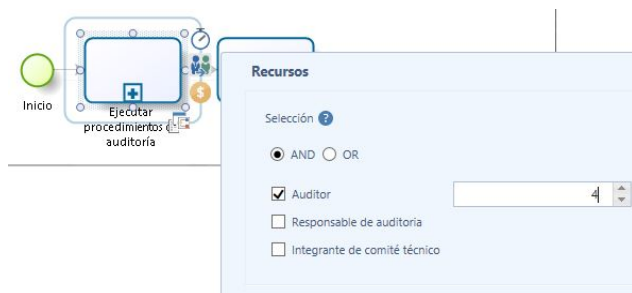 Inicio
Ejecutar
procedimientos d
auditoría
$
Recursos
Selección ?
AND OR
Auditor 4
Responsable de auditoria
Integrante de comité técnico